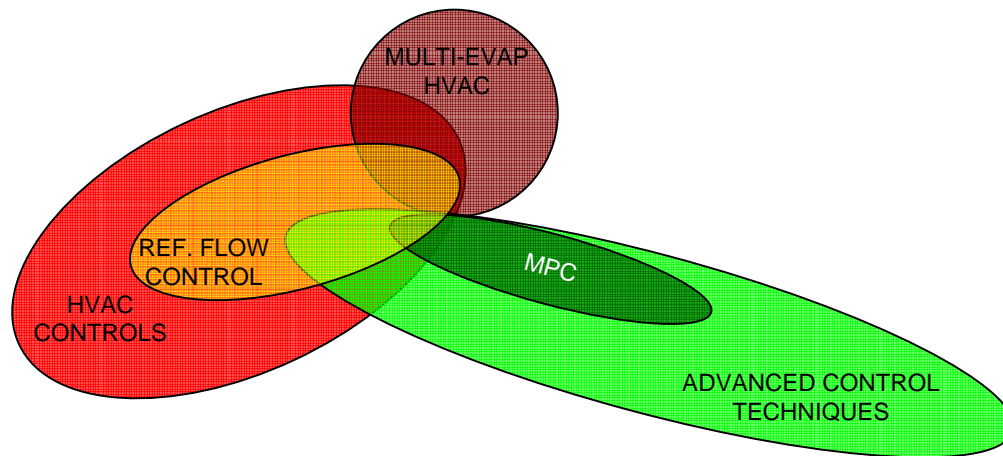 MULTI-EVAP
HVAC
REF. FLOW
CONTROL
MPC
HVAC
CONTROLS
ADVANCED CONTROL
TECHNIQUES